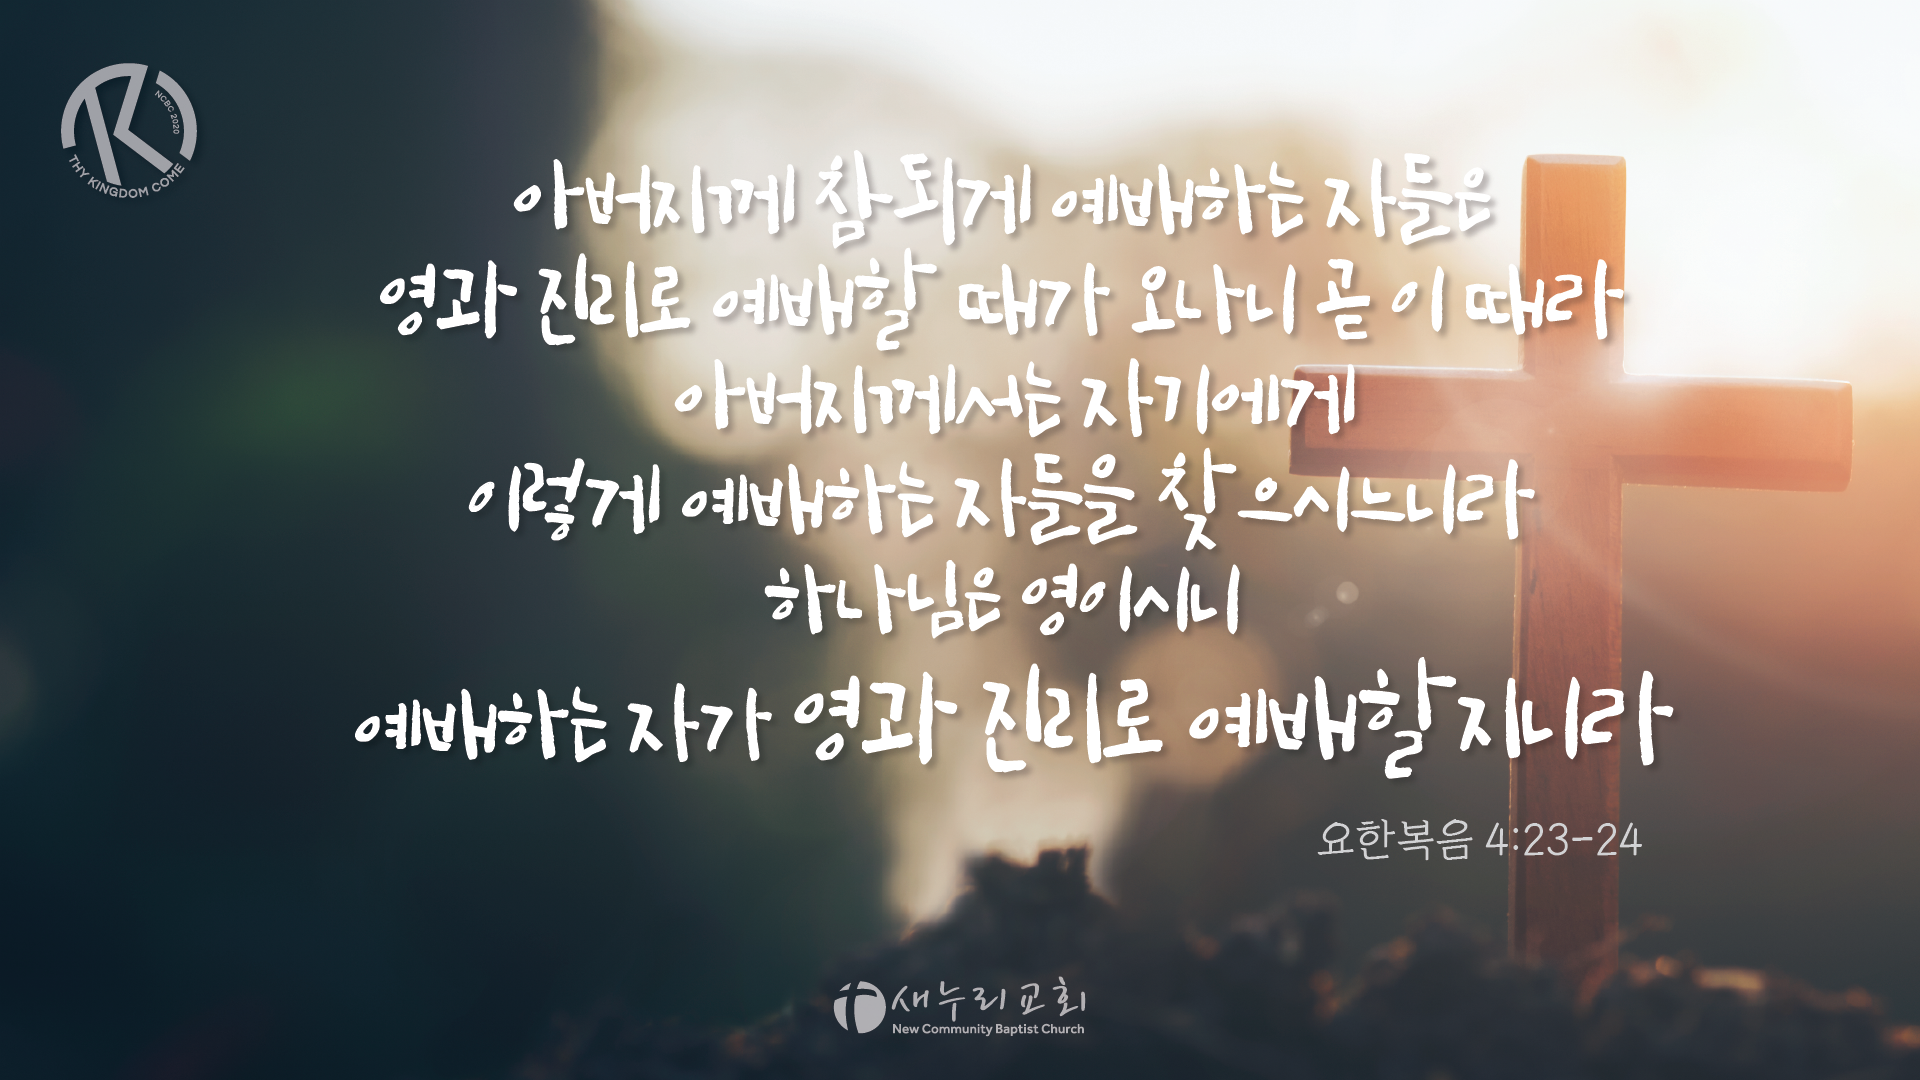 NCBC 2020
THY KINGDOM COME
아버지께 참되게 예배하는 자들은
영과 진리로 예배할 때가 오나니 곧 이 때라
아버지께서는 자기에게
이렇게 예배하는 자들을 찾으시느니라
하나님은 영이시니
예배하는 자가 영과 진리로 예배할지니라
요한복음 4:23-24
새누리교회
New Community Baptist Church